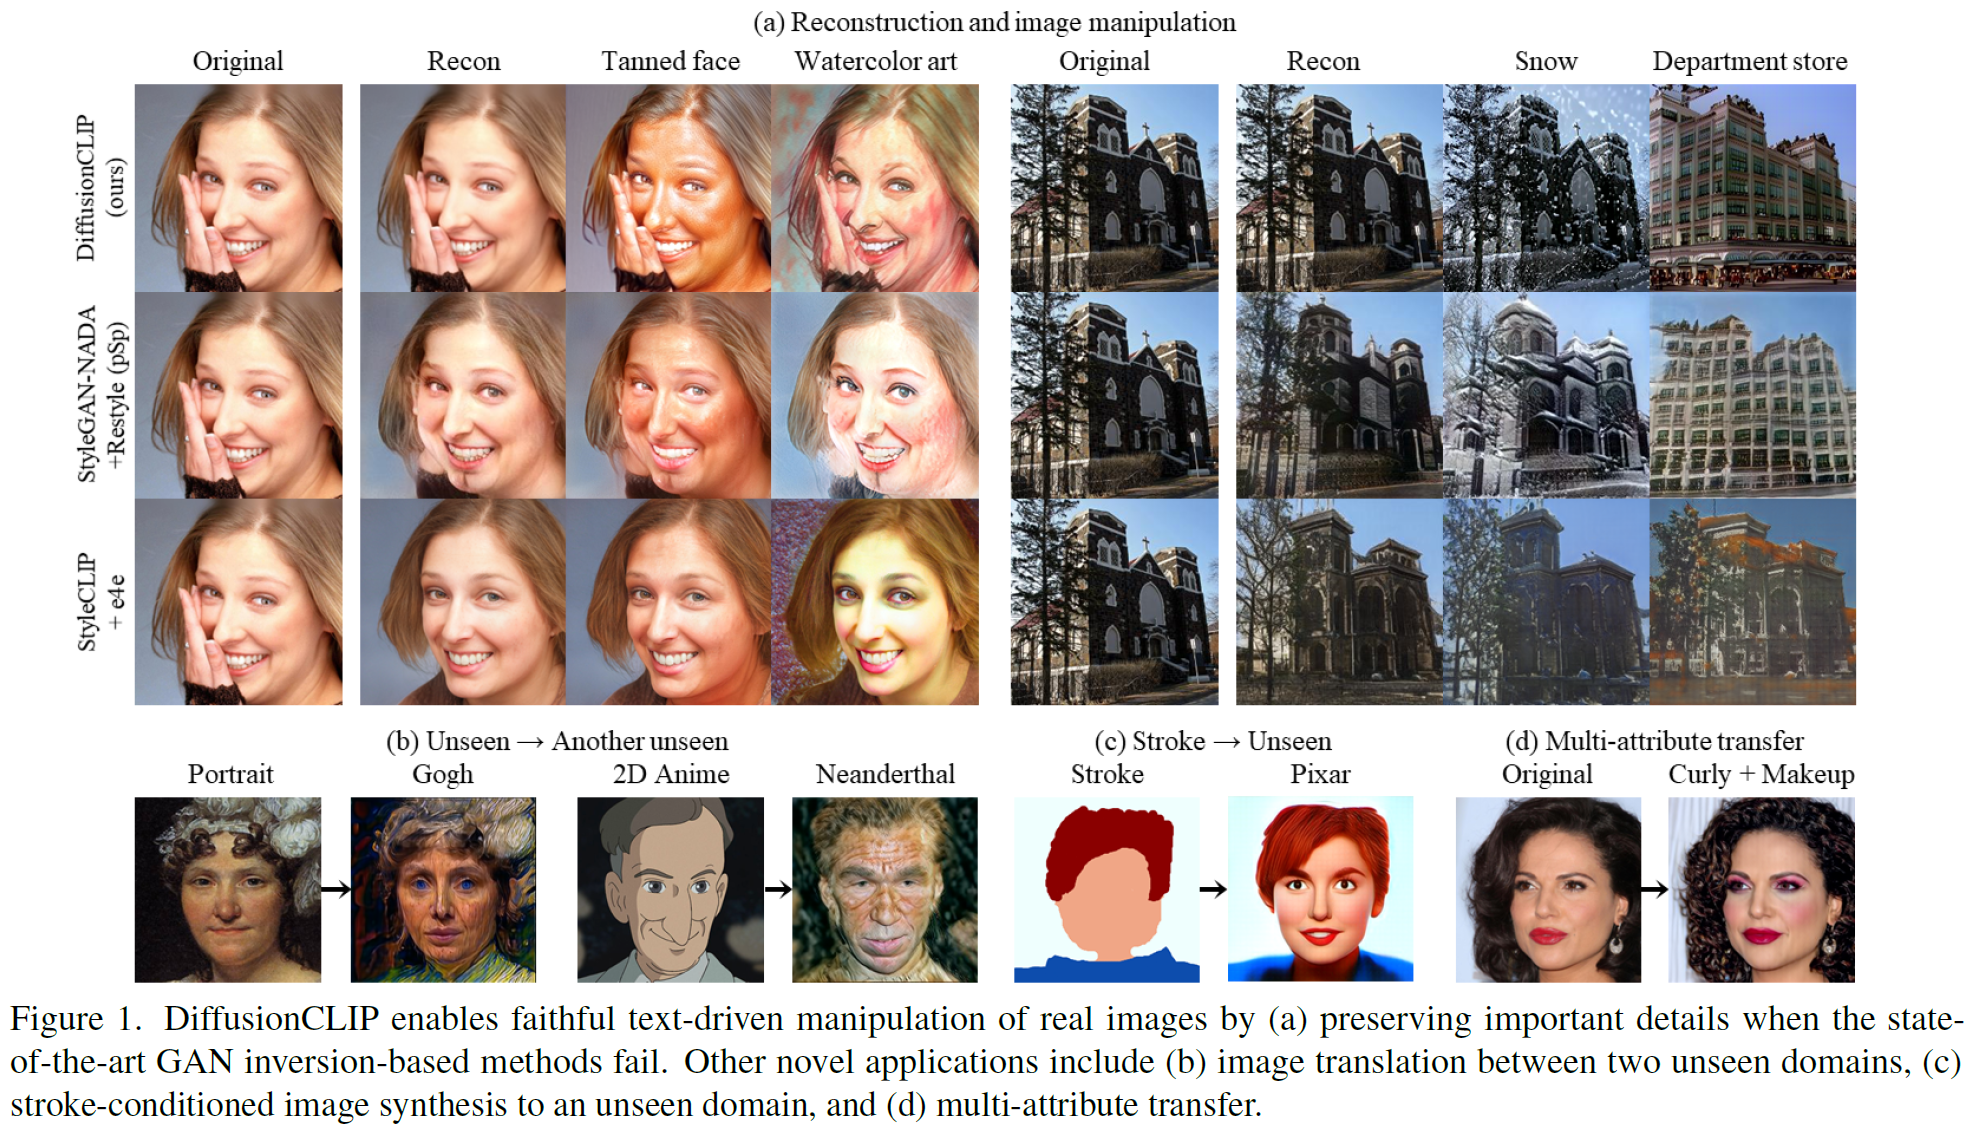 (a) Reconstruction and image manipulation
Original Recon Tanned face Watercolor art Original Recon Snow Department store
DiffusionCLIP
(ours)
StyleGAN-NADA
+Restyle (pSp)
StyleCLIP
+ e4e
(b) Unseen → Another unseen (c) Stroke → Unseen (d) Multi-attribute transfer
Portrait Gogh 2D Anime Neanderthal Stroke Pixar Original Curly + Makeup
Figure 1. DiffusionCLIP enables faithful text-driven manipulation of real images by (a) preserving important details when the state-
of-the-art GAN inversion-based methods fail. Other novel applications include (b) image translation between two unseen domains, (c)
stroke-conditioned image synthesis to an unseen domain, and (d) multi-attribute transfer.